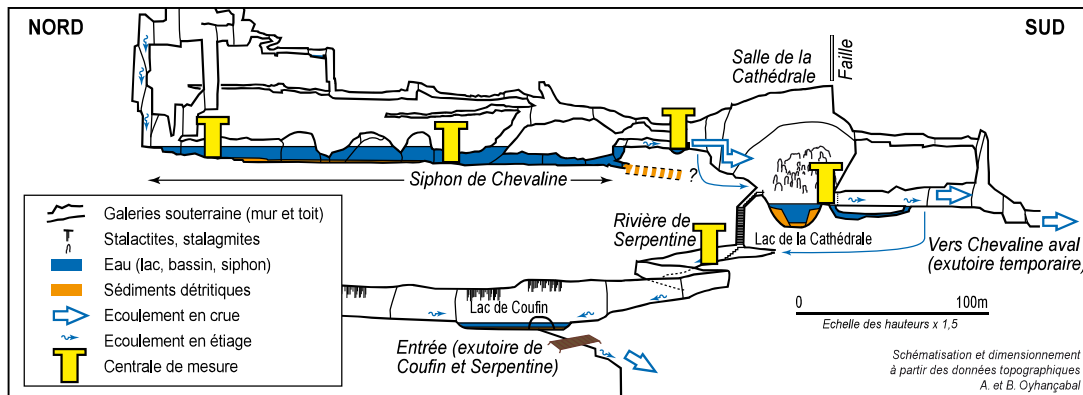 NORD
SUD
Salle de la
Cathédrale
Faille
Siphon de Chevaline
?
Rivière de
Serpentine
Lac de la Cathédrale
Vers Chevaline aval
(exutoire temporaire)
Galeries souterraine (mur et toit)
Stalactites, stalagmites
Eau (lac, bassin, siphon)
Sédiments détritiques
Ecoulement en crue
Ecoulement en étiage
Centrale de mesure
Lac de Coufin
Entrée (exutoire de
Coufin et Serpentine)
0 100m
Echelle des hauteurs x 1,5
Schématisation et dimensionnement
à partir des données topographiques
A. et B. Oyhançabal